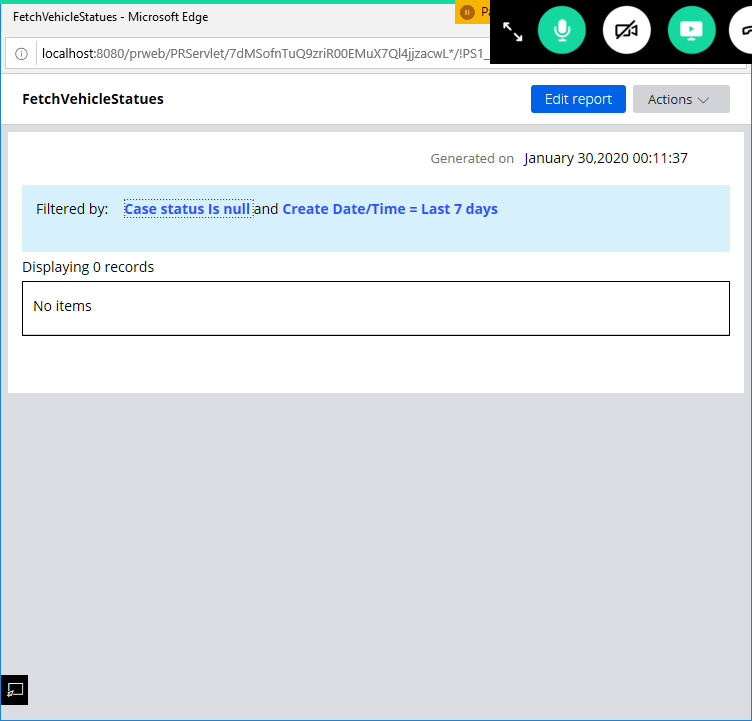 FetchVehicleStatues - Microsoft Edge
localhost:8080/prweb/PRServlet/7dMSofnTuQ9zriR00EMuX7Ql4jjzacwL*/!PS1_
FetchVehicleStatues
Edit report
Actions
Generated on January 30,2020 00:11:37
Filtered by: Case status Is null and Create Date/Time = Last 7 days
Displaying 0 records
No items